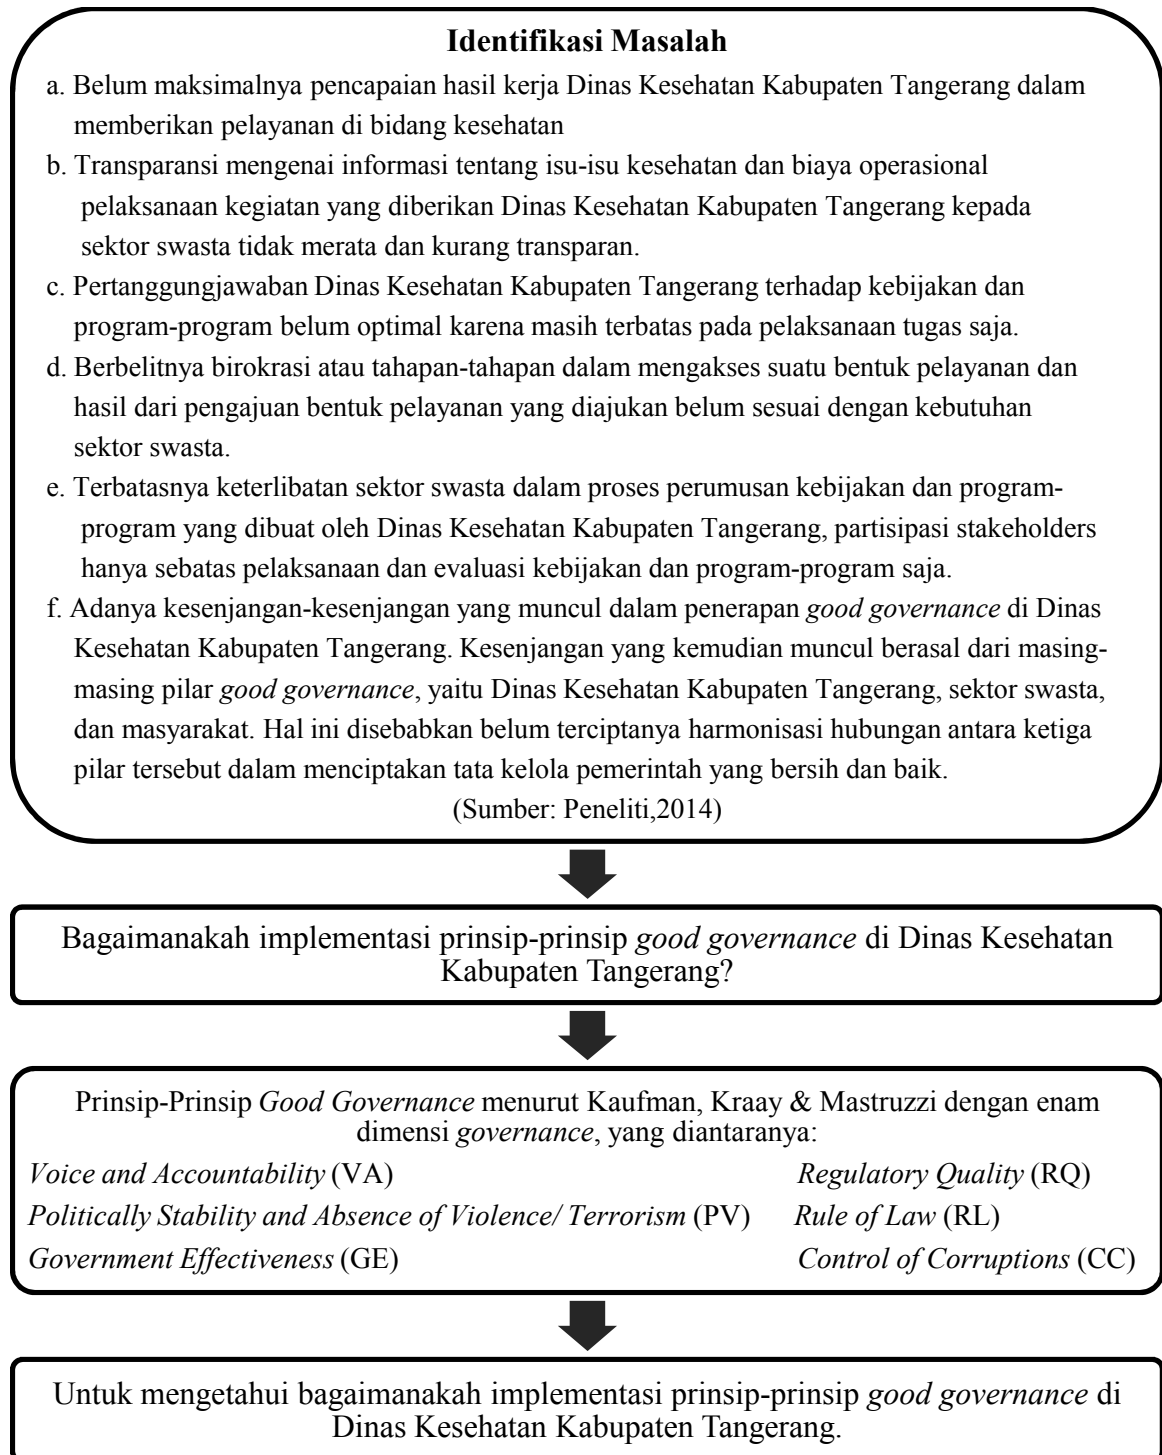 Identifikasi Masalah
a. Belum maksimalnya pencapaian hasil kerja Dinas Kesehatan Kabupaten Tangerang dalam
memberikan pelayanan di bidang kesehatan
b. Transparansi mengenai informasi tentang isu-isu kesehatan dan biaya operasional
pelaksanaan kegiatan yang diberikan Dinas Kesehatan Kabupaten Tangerang kepada
sektor swasta tidak merata dan kurang transparan.
c. Pertanggungjawaban Dinas Kesehatan Kabupaten Tangerang terhadap kebijakan dan
program-program belum optimal karena masih terbatas pada pelaksanaan tugas saja.
d. Berbelitnya birokrasi atau tahapan-tahapan dalam mengakses suatu bentuk pelayanan dan
hasil dari pengajuan bentuk pelayanan yang diajukan belum sesuai dengan kebutuhan
sektor swasta.
e. Terbatasnya keterlibatan sektor swasta dalam proses perumusan kebijakan dan program-
program yang dibuat oleh Dinas Kesehatan Kabupaten Tangerang, partisipasi stakeholders
hanya sebatas pelaksanaan dan evaluasi kebijakan dan program-program saja.
f. Adanya kesenjangan-kesenjangan yang muncul dalam penerapan good governance di Dinas
Kesehatan Kabupaten Tangerang. Kesenjangan yang kemudian muncul berasal dari masing-
masing pilar good governance, yaitu Dinas Kesehatan Kabupaten Tangerang, sektor swasta,
dan masyarakat. Hal ini disebabkan belum terciptanya harmonisasi hubungan antara ketiga
pilar tersebut dalam menciptakan tata kelola pemerintah yang bersih dan baik.
(Sumber: Peneliti,2014)
Bagaimanakah implementasi prinsip-prinsip good governance di Dinas Kesehatan
Kabupaten Tangerang?
Prinsip-Prinsip Good Governance menurut Kaufman, Kraay & Mastruzzi dengan enam
dimensi governance, yang diantaranya:
Voice and Accountability (VA) Regulatory Quality (RQ)
Politically Stability and Absence of Violence/ Terrorism (PV) Rule of Law (RL)
Government Effectiveness (GE) Control of Corruptions (CC)
Untuk mengetahui bagaimanakah implementasi prinsip-prinsip good governance di
Dinas Kesehatan Kabupaten Tangerang.